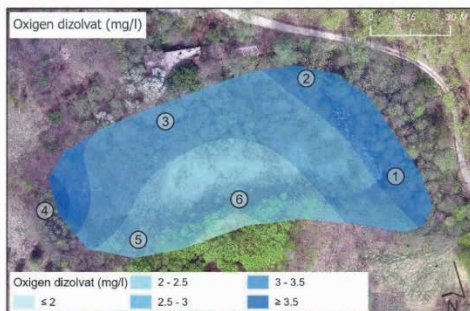 Oxigen dizolvat (mg/l)
0 15 30 M
2
3
1
4
6
5
Oxigen dizolvat (mg/l)
≤ 2
2 - 2.5
2.5 - 3
3 - 3.5
≥ 3.5
N